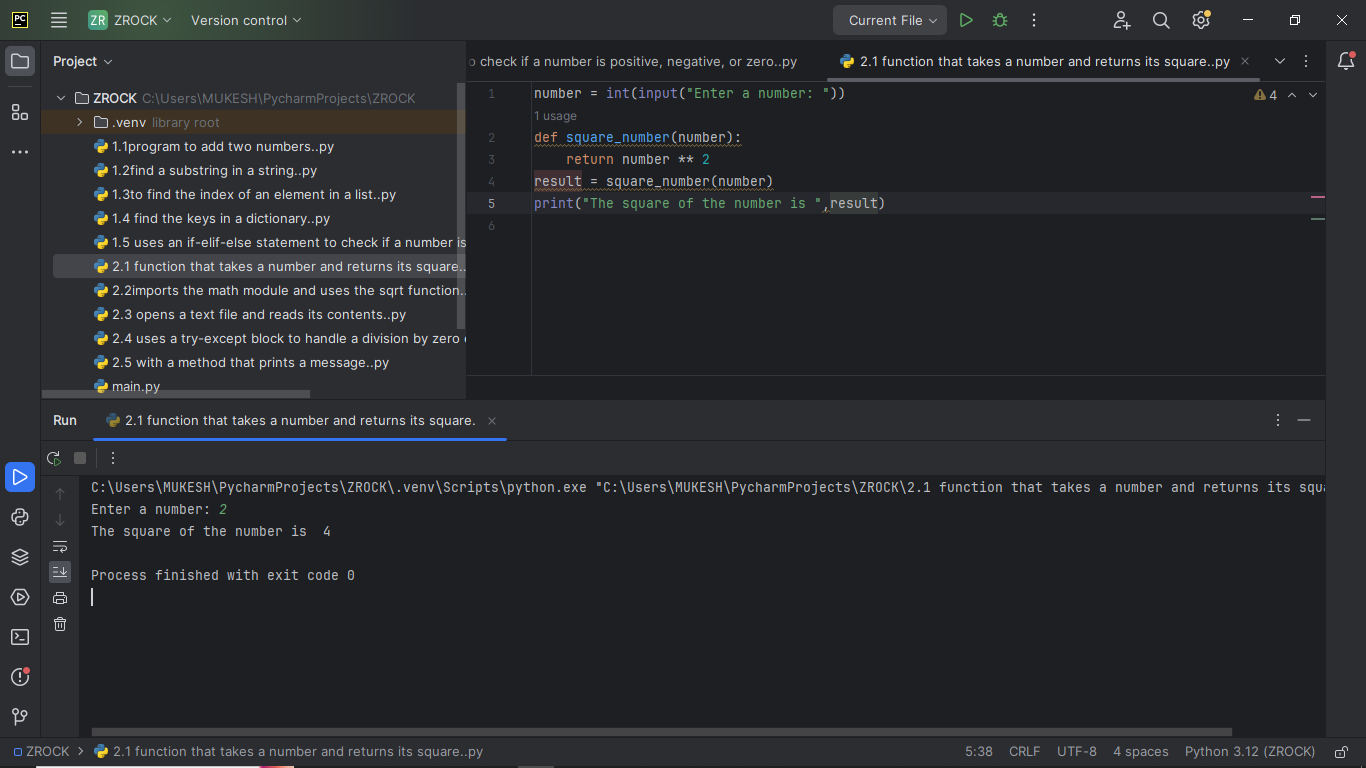 PC ZR ZROCK Version control Current File
Project
ZROCK C:\Users\MUKESH\PycharmProjects\ZROCK
.venv library root
1.1program to add two numbers..py
1.2find a substring in a string..py
1.3to find the index of an element in a list..py
1.4 find the keys in a dictionary..py
1.5 uses an if-elif-else statement to check if a number is
2.1 function that takes a number and returns its square..
2.2imports the math module and uses the sqrt function..
2.3 opens a text file and reads its contents..py
2.4 uses a try-except block to handle a division by zero
2.5 with a method that prints a message..py
main.py
o check if a number is positive, negative, or zero..py 2.1 function that takes a number and returns its square..py
1 number = int(input("Enter a number: ")) 4
1 usage
2 def square_number(number):
3 return number ** 2
4 result = square_number(number)
5 print("The square of the number is ",result)
6
Run 2.1 function that takes a number and returns its square.
C:\Users\MUKESH\PycharmProjects\ZROCK\.venv\Scripts\python.exe "C:\Users\MUKESH\PycharmProjects\ZROCK\2.1 function that takes a number and returns its squa
Enter a number: 2
The square of the number is  4
Process finished with exit code 0
ZROCK 2.1 function that takes a number and returns its square..py 5:38 CRLF UTF-8 4 spaces Python 3.12 (ZROCK)